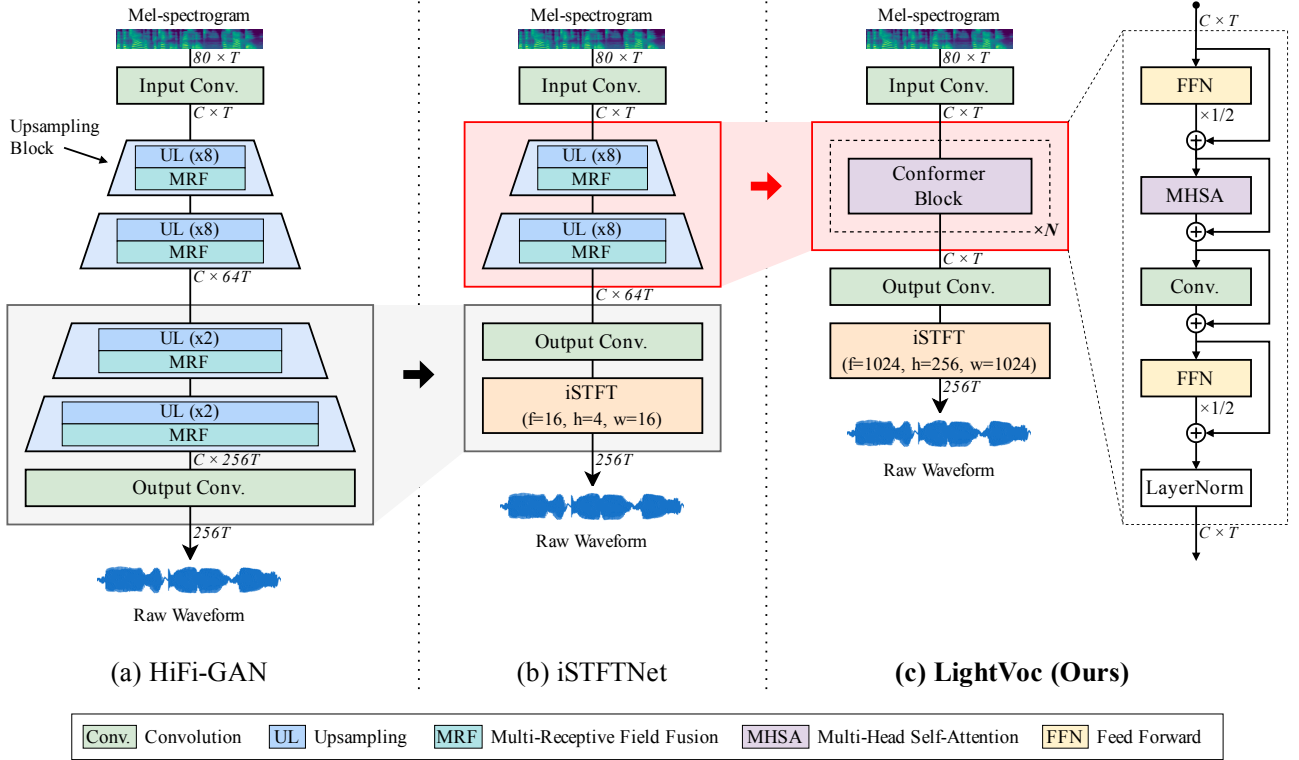 Mel-spectrogram
80 × T
Input Conv.
C × T
Upsampling
Block
UL (x8)
MRF
UL (x8)
MRF
C × 64T
UL (x2)
MRF
UL (x2)
MRF
C × 256T
Output Conv.
256T
Raw Waveform
(a) HiFi-GAN
Mel-spectrogram
80 × T
Input Conv.
C × T
UL (x8)
MRF
UL (x8)
MRF
C × 64T
Output Conv.
iSTFT
(f=16, h=4, w=16)
256T
Raw Waveform
(b) iSTFTNet
Mel-spectrogram
80 × T
Input Conv.
C × T
Conformer
Block
×N
C × T
Output Conv.
iSTFT
(f=1024, h=256, w=1024)
256T
Raw Waveform
C × T
FFN
×1/2
+
MHSA
+
Conv.
+
FFN
×1/2
+
LayerNorm
C × T
(c) LightVoc (Ours)
Conv. Convolution UL Upsampling MRF Multi-Receptive Field Fusion MHSA Multi-Head Self-Attention FFN Feed Forward